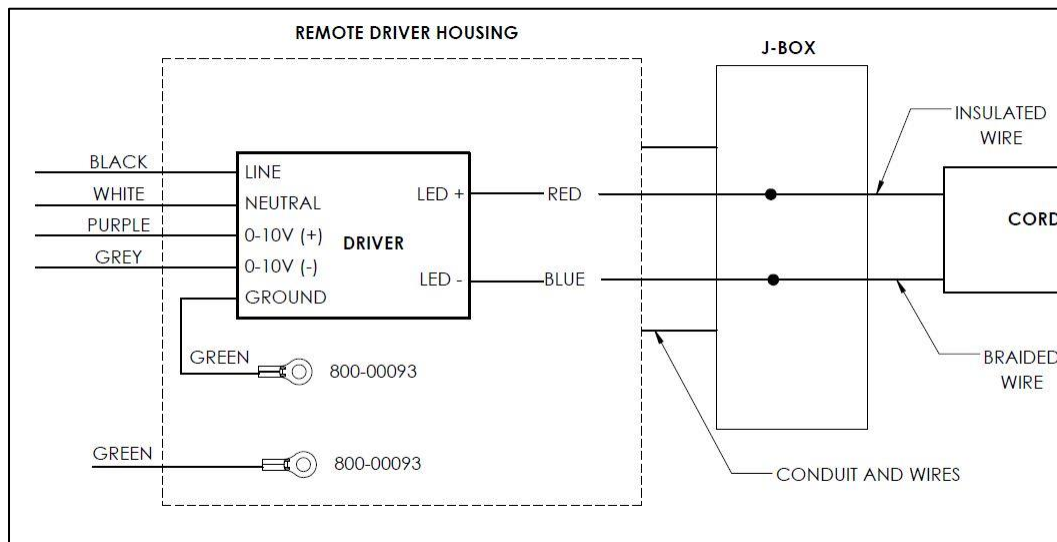 REMOTE DRIVER HOUSING
J-BOX
INSULATED
WIRE
BLACK
LINE
WHITE
NEUTRAL
LED +
RED
PURPLE
0-10V (+)
DRIVER
CORD
GREY
0-10V (-)
LED -
BLUE
GROUND
GREEN
800-00093
BRAIDED
WIRE
GREEN
800-00093
CONDUIT AND WIRES